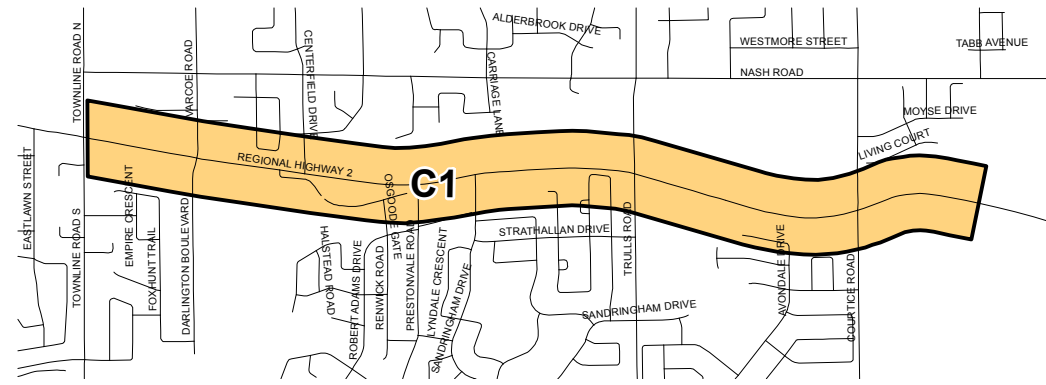 ALDERBROOK DRIVE
WESTMORE STREET
TABB AVENUE
TOWNLINE ROAD N
VARCOE ROAD
CENTERFIELD DRIVE
CARRIAGE LANE
NASH ROAD
MOYSE DRIVE
LIVING COURT
REGIONAL HIGHWAY 2
C1
EASTLAWN STREET
TOWNLINE ROAD S
EMPIRE CRESCENT
FOXHUNT TRAIL
DARLINGTON BOULEVARD
HALSTEAD ROAD
ROBERT ADAMS DRIVE
RENWICK ROAD
OSGOODE GATE
PRESTONVALE ROAD
LYNDALE CRESCENT
SANDRINGHAM DRIVE
STRATHALLAN DRIVE
TRULLS ROAD
SANDRINGHAM DRIVE
AVONDALE DRIVE
COURTICE ROAD